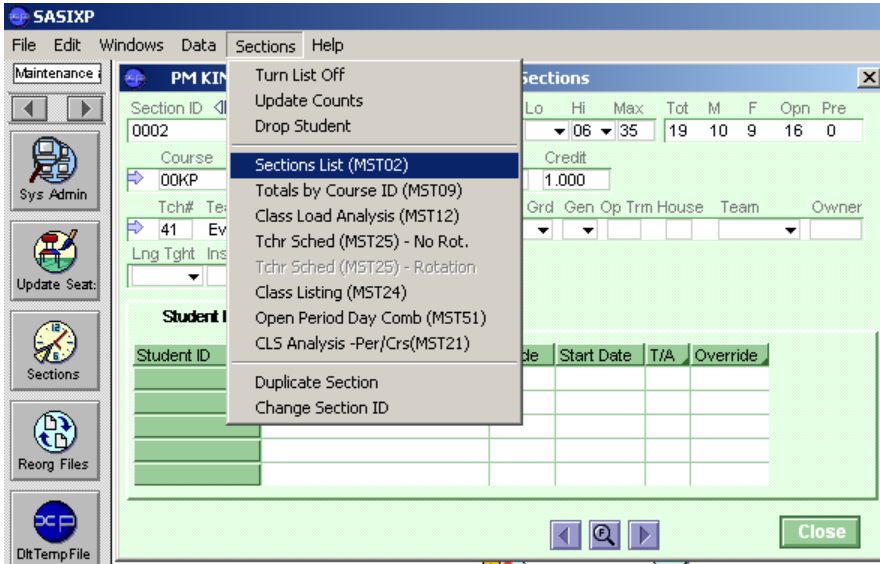 SASIXP
File Edit Windows Data Sections Help
Maintenance
PM KIN Sections
Section ID Lo Hi Max Tot M F Opn Pre
0002 06 35 19 10 9 16 0
Course Credit
00KP 1.000
Tch# Grd Gen Op Trm House Team Owner
41 Ev
Lng Tght Ins
Turn List Off
Update Counts
Drop Student
Sections List (MST02)
Totals by Course ID (MST09)
Class Load Analysis (MST12)
Tchr Sched (MST25) - No Rot.
Tchr Sched (MST25) - Rotation
Class Listing (MST24)
Open Period Day Comb (MST51)
CLS Analysis -Per/Crs(MST21)
Duplicate Section
Change Section ID
Student
Student ID de Start Date T/A Override
Sys Admin
Update Seat:
Sections
Reorg Files
DltTempFile
Close